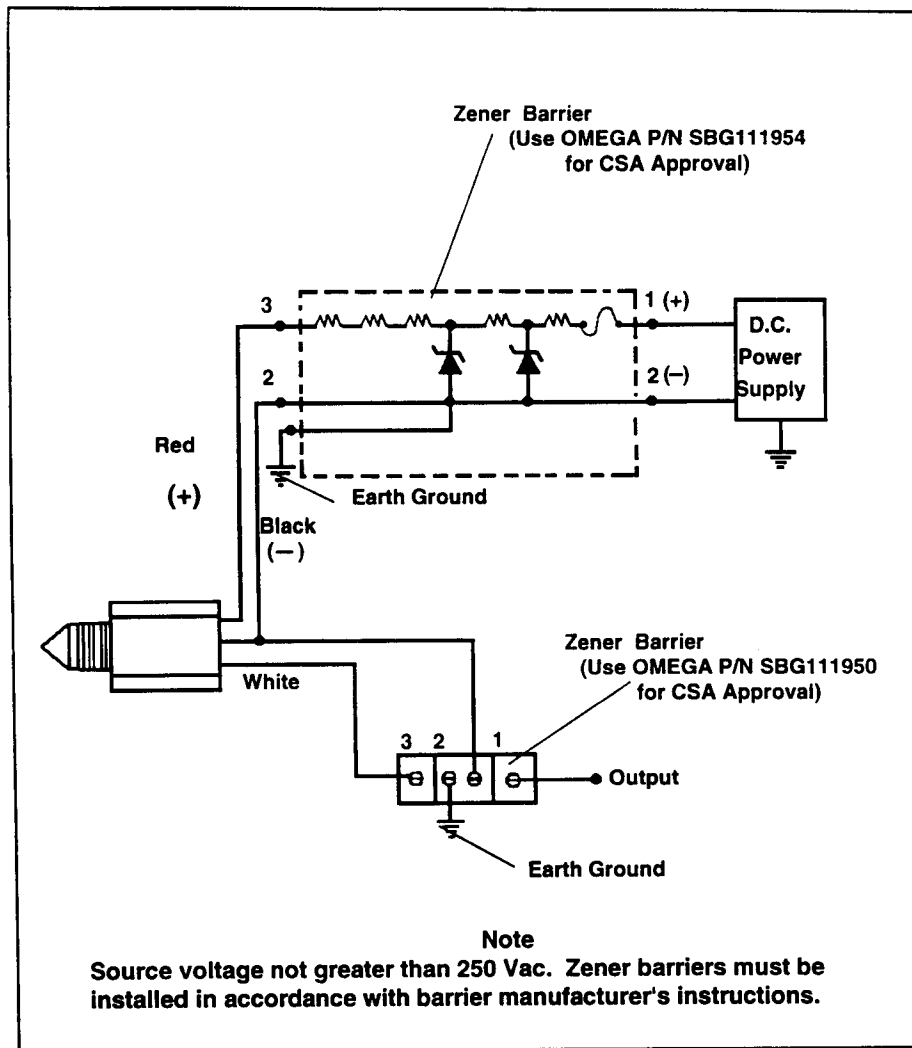 Zener Barrier
(Use OMEGA P/N SBG111954
for CSA Approval)
3
1 (+)
D.C.
Power
Supply
2
2 (—)
Red
(+)
Earth Ground
Black
(—)
Zener Barrier
(Use OMEGA P/N SBG111950
for CSA Approval)
White
3 2 1
Output
Earth Ground
Note
Source voltage not greater than 250 Vac. Zener barriers must be
installed in accordance with barrier manufacturer's instructions.